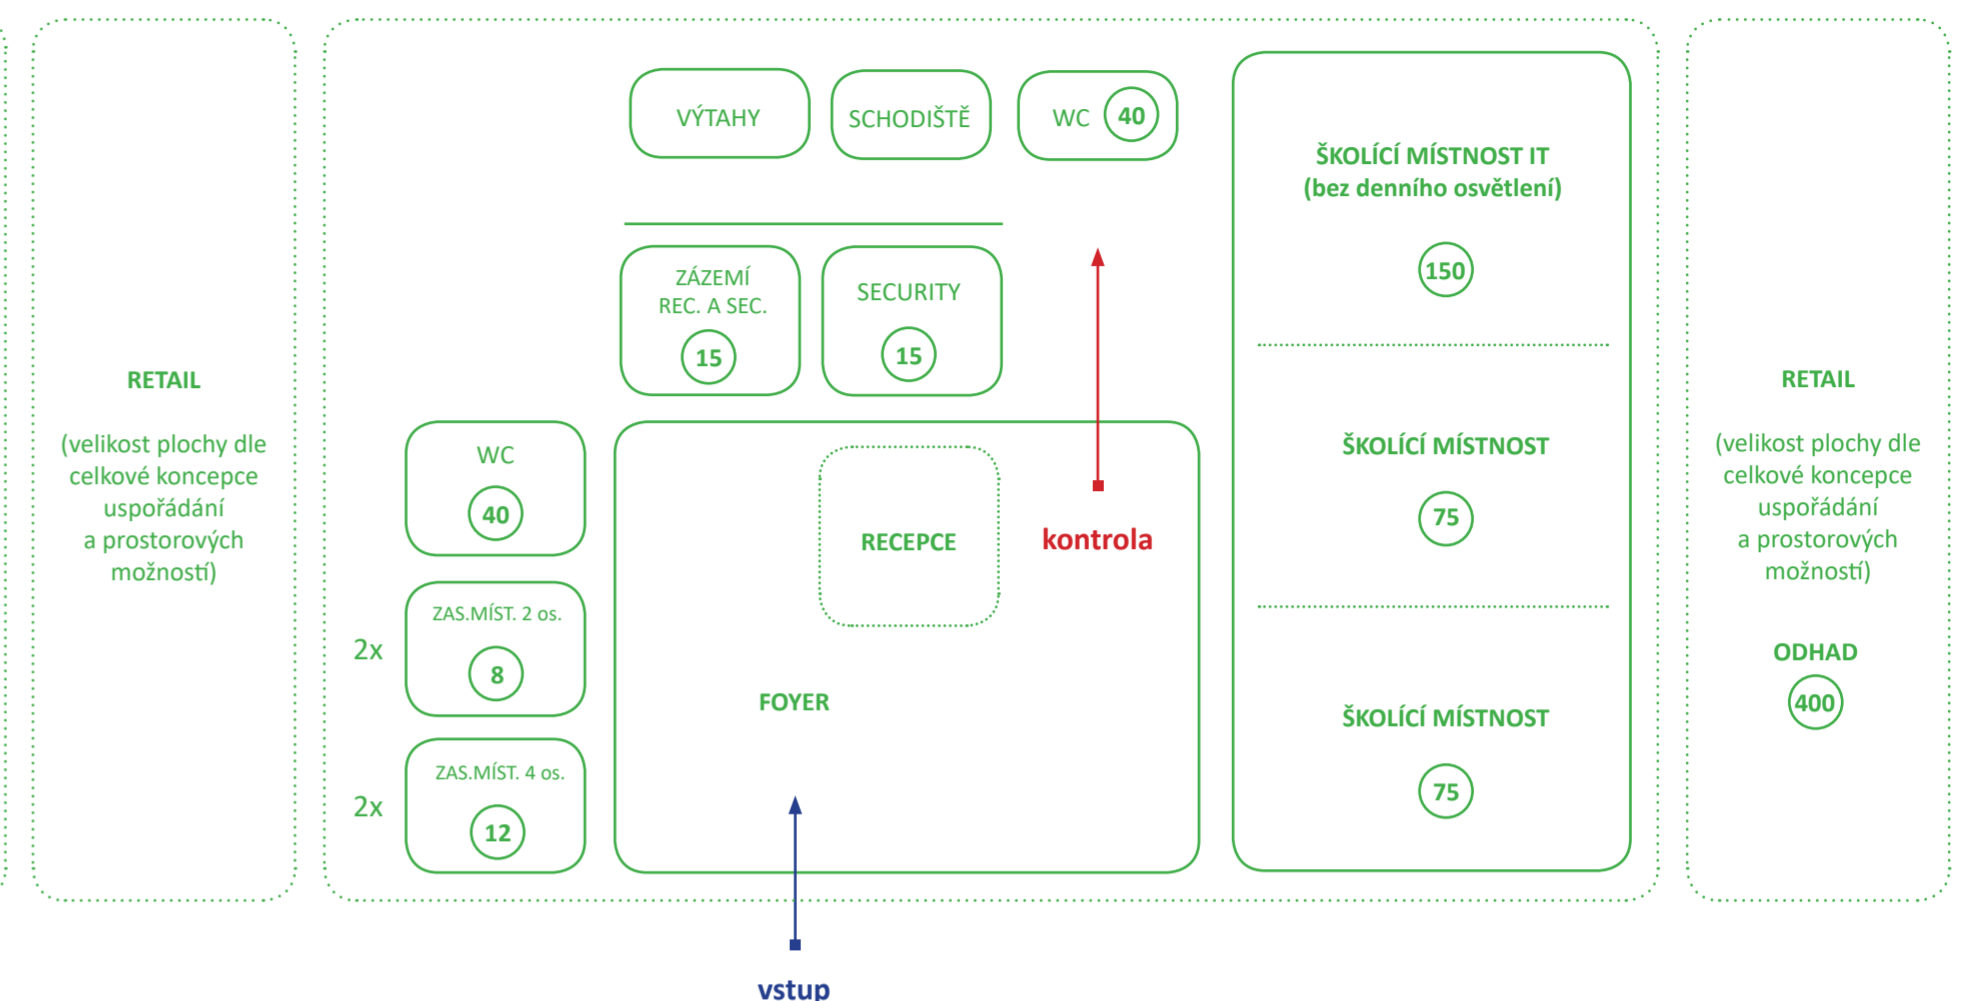 RETAIL
(velikost plochy dle
celkové koncepce
uspořádání
a prostorových
možností)
VÝTAHY
SCHODIŠTĚ
WC 40
ZÁZEMÍ
REC. A SEC.
15
SECURITY
15
WC
40
2x
ZAS.MÍST. 2 os.
8
2x
ZAS.MÍST. 4 os.
12
RECEPCE
kontrola
FOYER
vstup
ŠKOLÍCÍ MÍSTNOST IT
(bez denního osvětlení)
150
ŠKOLÍCÍ MÍSTNOST
75
ŠKOLÍCÍ MÍSTNOST
75
RETAIL
(velikost plochy dle
celkové koncepce
uspořádání
a prostorových
možností)
ODHAD
400